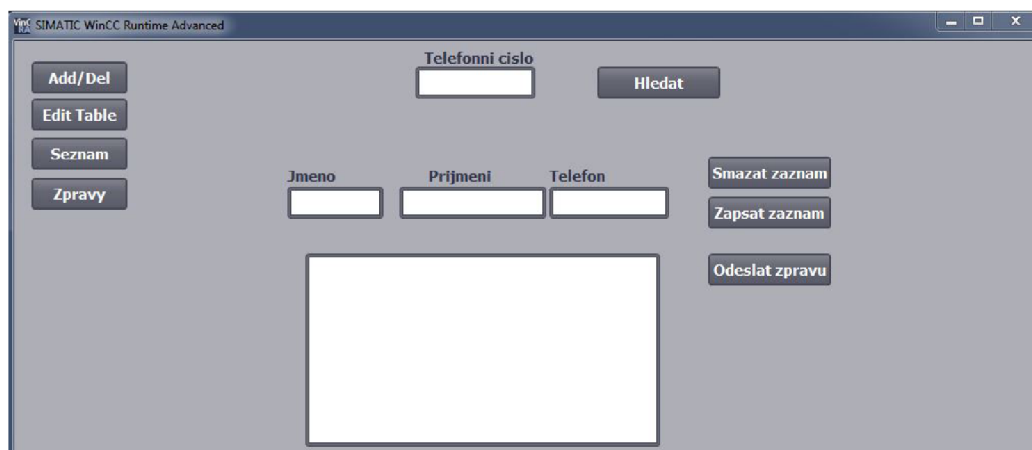 SIMATIC WinCC Runtime Advanced
Telefonni cislo
Add/Del
Hledat
Edit Table
Seznam
Zpravy
Jmeno
Prijmeni
Telefon
Smazat zaznam
Zapsat zaznam
Odeslat zpravu